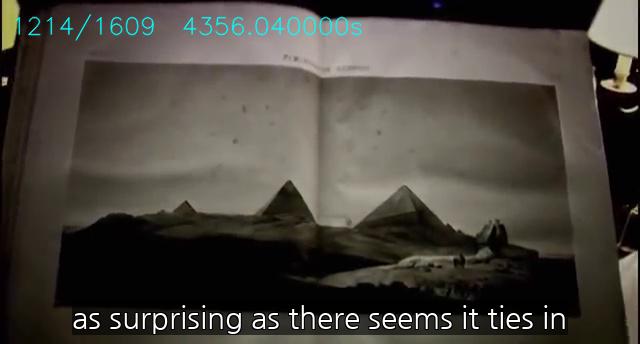 1214/1609 4356.040000s
as surprising as there seems it ties in